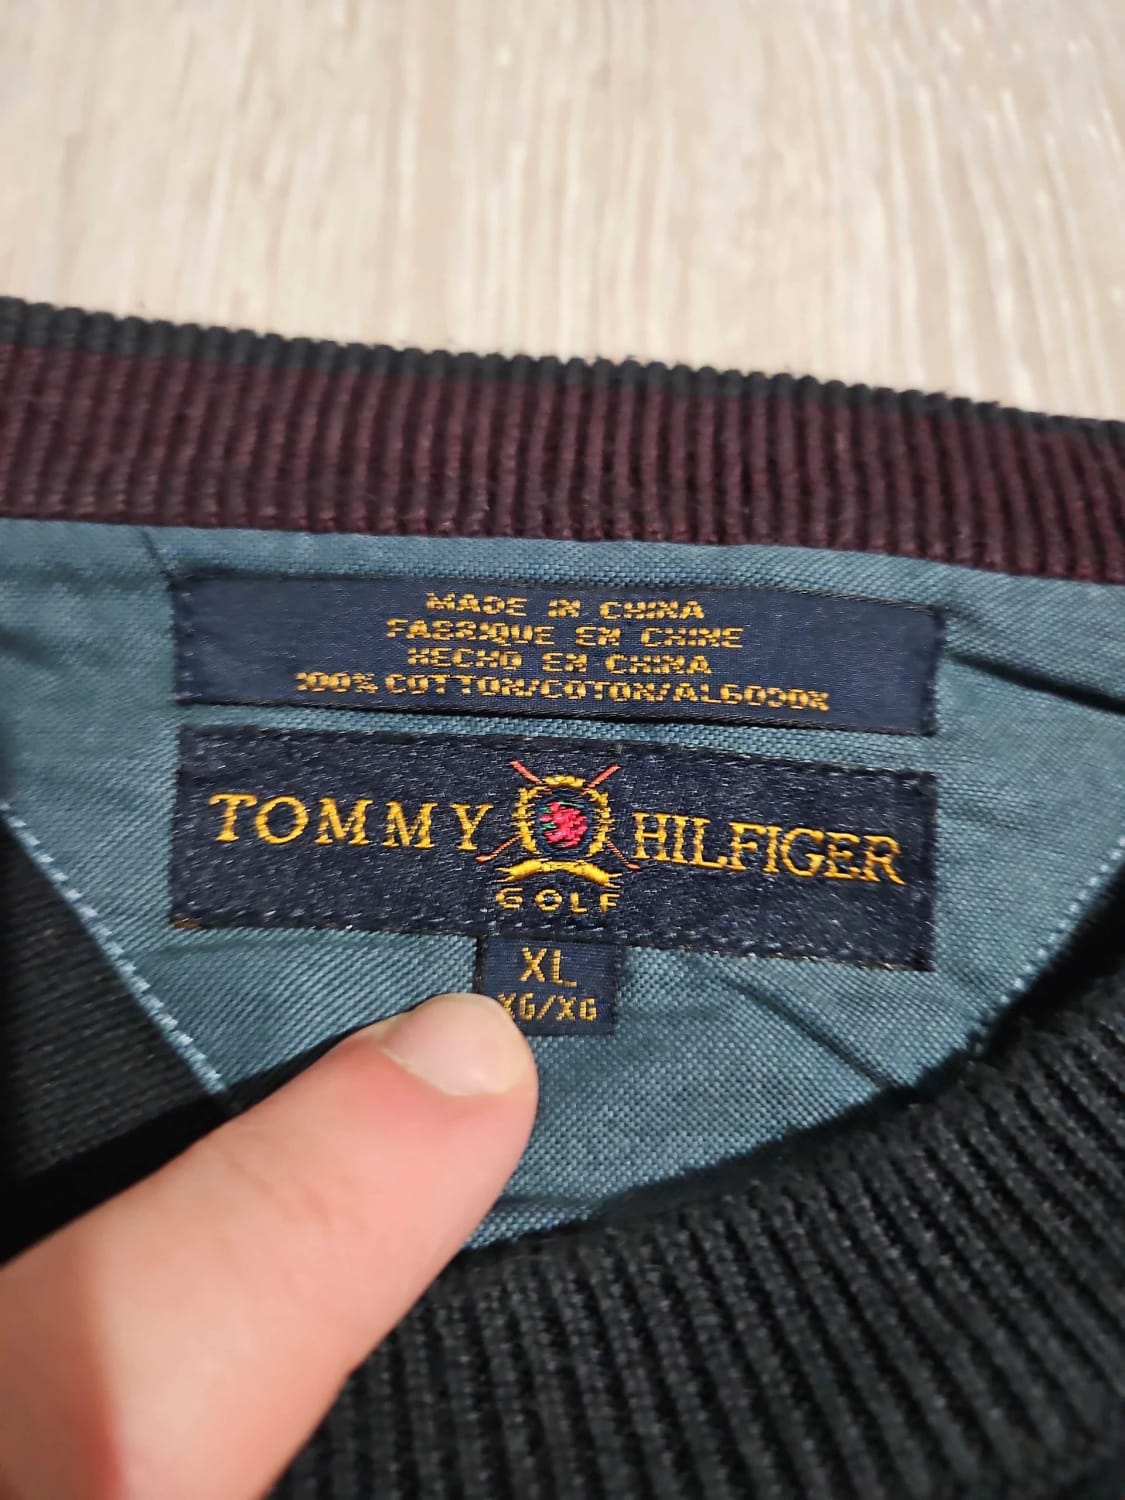 MADE IN CHINA
FABRIQUE EN CHINE
HECHO EN CHINA
100% COTTON/COTON/ALGODON
TOMMY HILFIGER
GOLF
XL
XG/XG